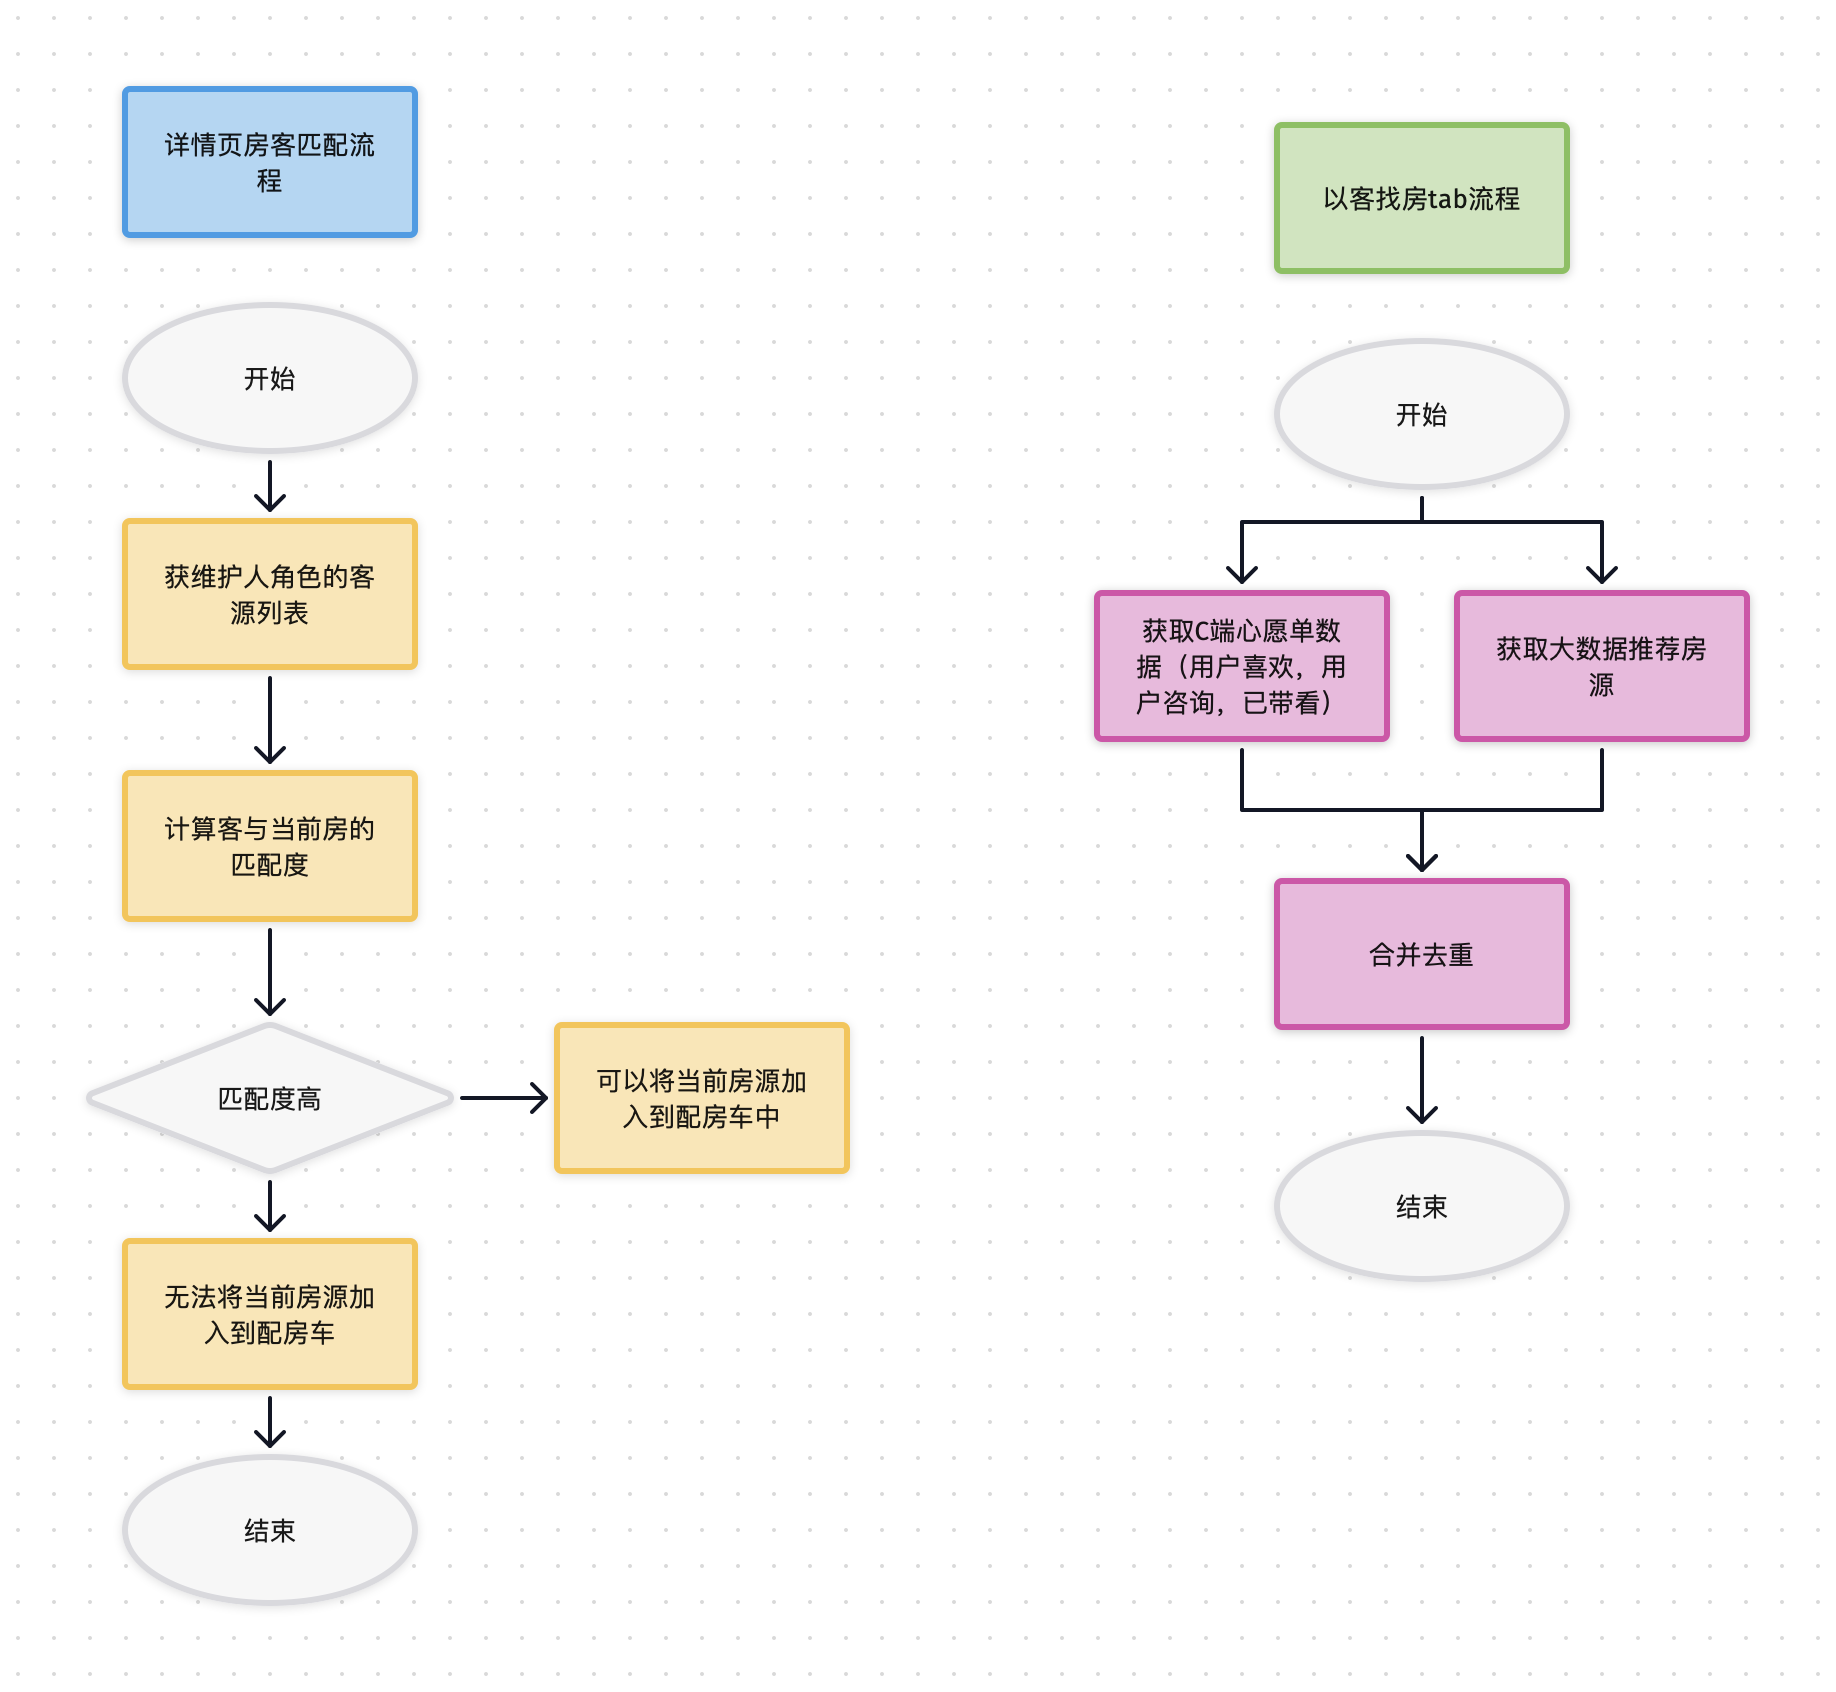 详情页房客匹配流
程
开始
获维护人角色的客
源列表
计算客与当前房的
匹配度
匹配度高
可以将当前房源加
入到配房车中
无法将当前房源加
入到配房车
结束
以客找房tab流程
开始
获取C端心愿单数
据（用户喜欢，用
户咨询，已带看）
获取大数据推荐房
源
合并去重
结束